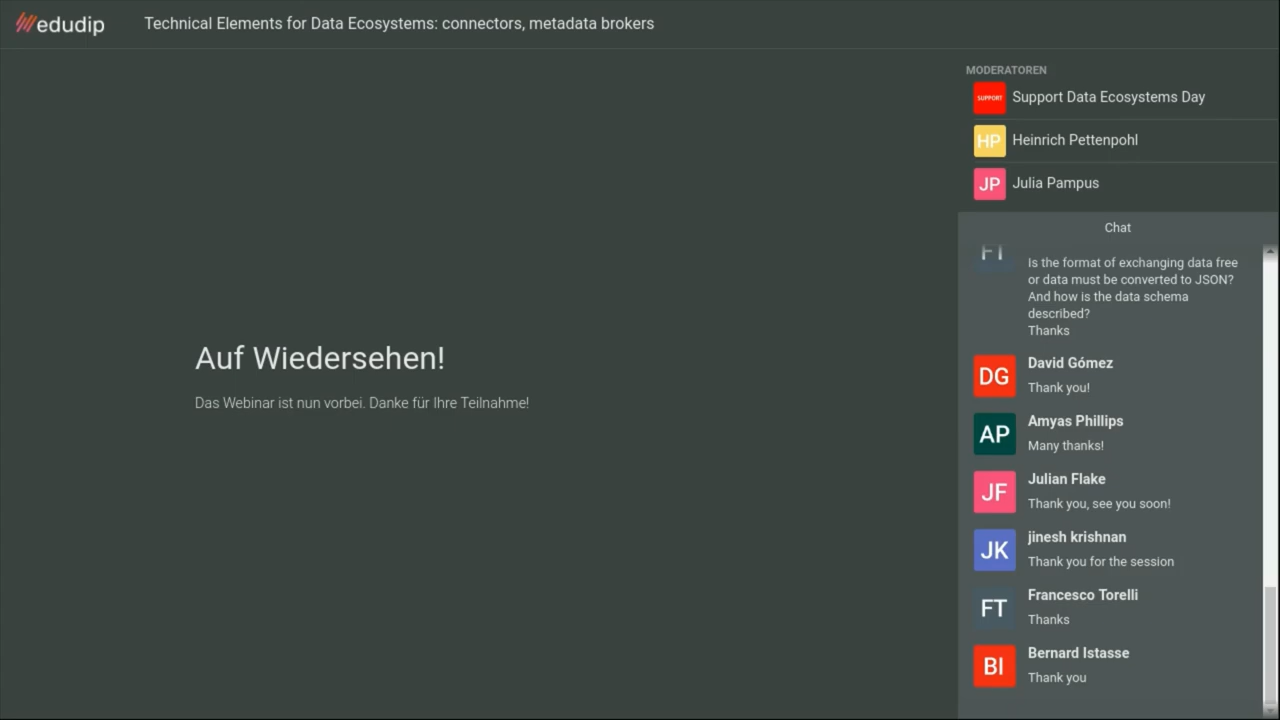 edudip
Technical Elements for Data Ecosystems: connectors, metadata brokers
Auf Wiedersehen!
Das Webinar ist nun vorbei. Danke für Ihre Teilnahme!
MODERATOREN
SUPPORT
Support Data Ecosystems Day
HP
Heinrich Pettenpohl
JP
Julia Pampus
Chat
FT
Is the format of exchanging data free
or data must be converted to JSON?
And how is the data schema
described?
Thanks
DG
David Gómez
Thank you!
AP
Amyas Phillips
Many thanks!
JF
Julian Flake
Thank you, see you soon!
JK
jinesh krishnan
Thank you for the session
FT
Francesco Torelli
Thanks
BI
Bernard Istasse
Thank you